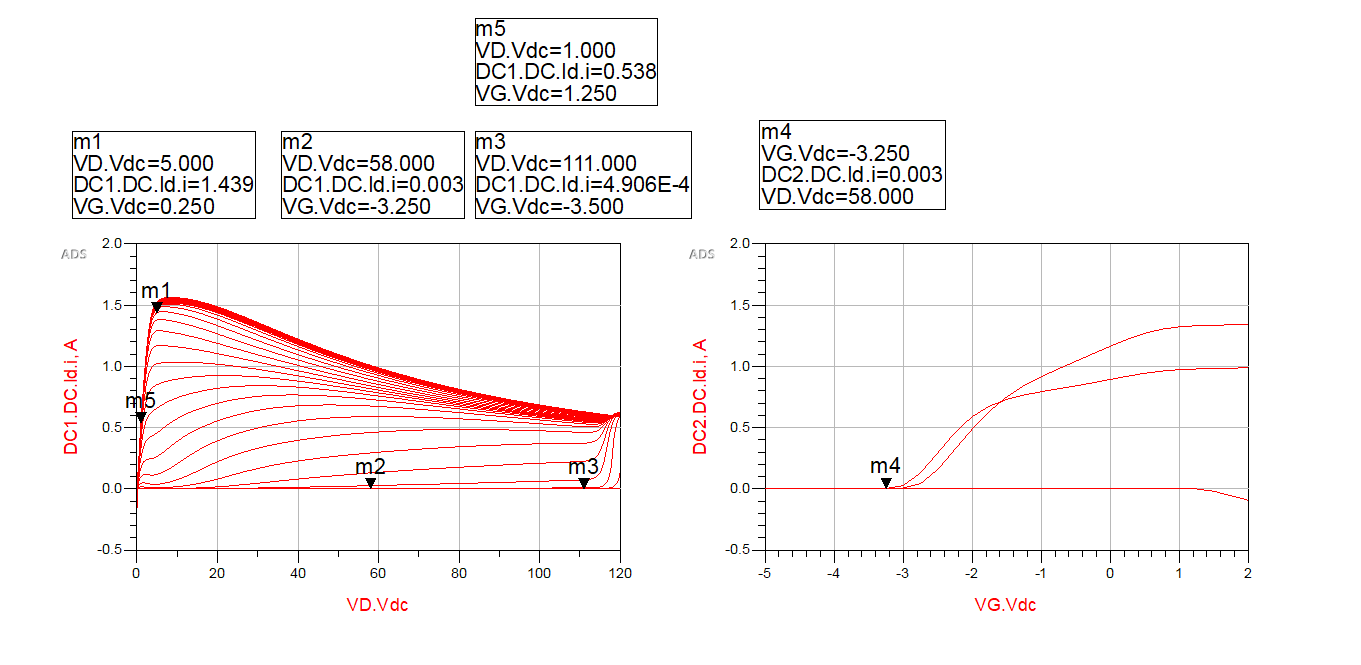 m5
VD.Vdc=1.000
DC1.DC.Id.i=0.538
VG.Vdc=1.250
m1
VD.Vdc=5.000
DC1.DC.Id.i=1.439
VG.Vdc=0.250
m2
VD.Vdc=58.000
DC1.DC.Id.i=0.003
VG.Vdc=-3.250
m3
VD.Vdc=111.000
DC1.DC.Id.i=4.906E-4
VG.Vdc=-3.500
m4
VG.Vdc=-3.250
DC2.DC.Id.i=0.003
VD.Vdc=58.000
ADS
2.0
1.5
1.0
0.5
0.0
-0.5
DC1.DC.Id.i, A
m1
m5
m2
m3
0 20 40 60 80 100 120
VD.Vdc
ADS
2.0
1.5
1.0
0.5
0.0
-0.5
DC2.DC.Id.i, A
m4
-5 -4 -3 -2 -1 0 1 2
VG.Vdc